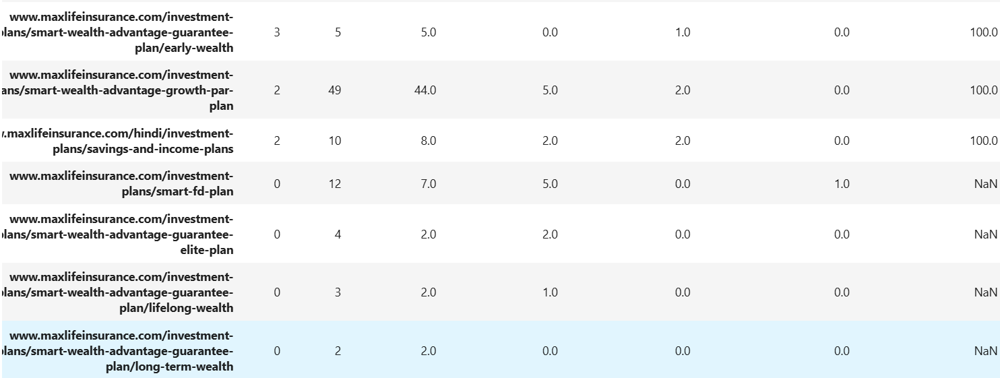 www.maxlifeinsurance.com/investment-
lans/smart-wealth-advantage-guarantee- 3 5 5.0 0.0 1.0 0.0 100.0
plan/early-wealth
www.maxlifeinsurance.com/investment-
ans/smart-wealth-advantage-growth-par- 2 49 44.0 5.0 2.0 0.0 100.0
plan
.maxlifeinsurance.com/hindi/investment-
plans/savings-and-income-plans 2 10 8.0 2.0 2.0 0.0 100.0
www.maxlifeinsurance.com/investment-
plans/smart-fd-plan 0 12 7.0 5.0 0.0 1.0 NaN
www.maxlifeinsurance.com/investment-
lans/smart-wealth-advantage-guarantee- 0 4 2.0 2.0 0.0 0.0 NaN
elite-plan
www.maxlifeinsurance.com/investment-
lans/smart-wealth-advantage-guarantee- 0 3 2.0 1.0 0.0 0.0 NaN
plan/lifelong-wealth
www.maxlifeinsurance.com/investment-
lans/smart-wealth-advantage-guarantee- 0 2 2.0 0.0 0.0 0.0 NaN
plan/long-term-wealth